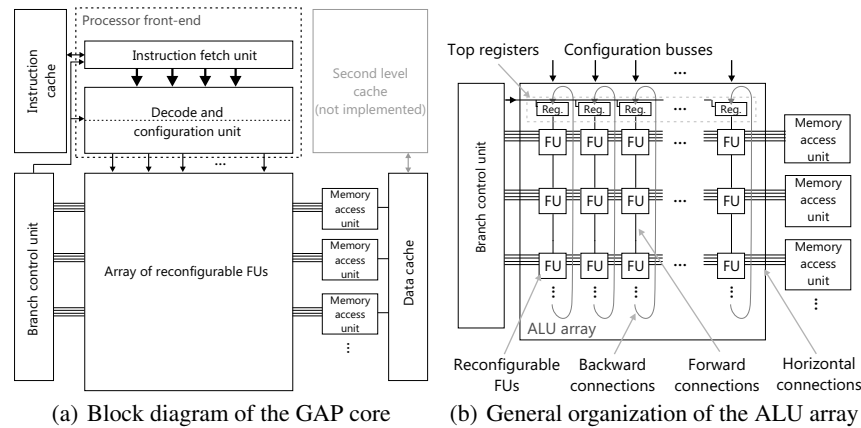 Processor front-end
Instruction cache
Instruction fetch unit
Decode and
configuration unit
...
Second level
cache
(not implemented)
Branch control unit
Array of reconfigurable FUs
Memory
access
unit
Memory
access
unit
Memory
access
unit
...
Data cache
(a) Block diagram of the GAP core
Top registers
Configuration busses
...
Reg. Reg. Reg. ... Reg.
Branch control unit
FU FU FU ... FU
FU FU FU ... FU
FU FU FU ... FU
... ... ... ...
Memory
access
unit
Memory
access
unit
Memory
access
unit
...
ALU array
Reconfigurable
FUs
Backward
connections
Forward
connections
Horizontal
connections
(b) General organization of the ALU array